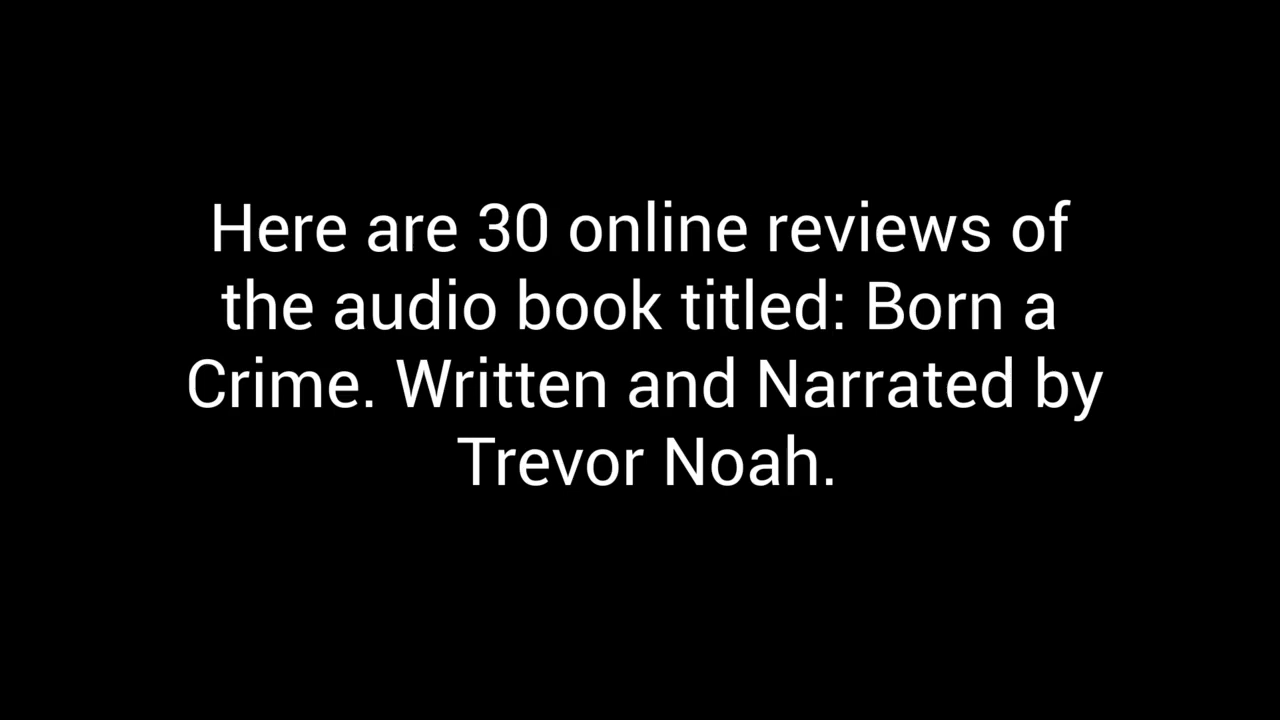 Here are 30 online reviews of
the audio book titled: Born a
Crime. Written and Narrated by
Trevor Noah.